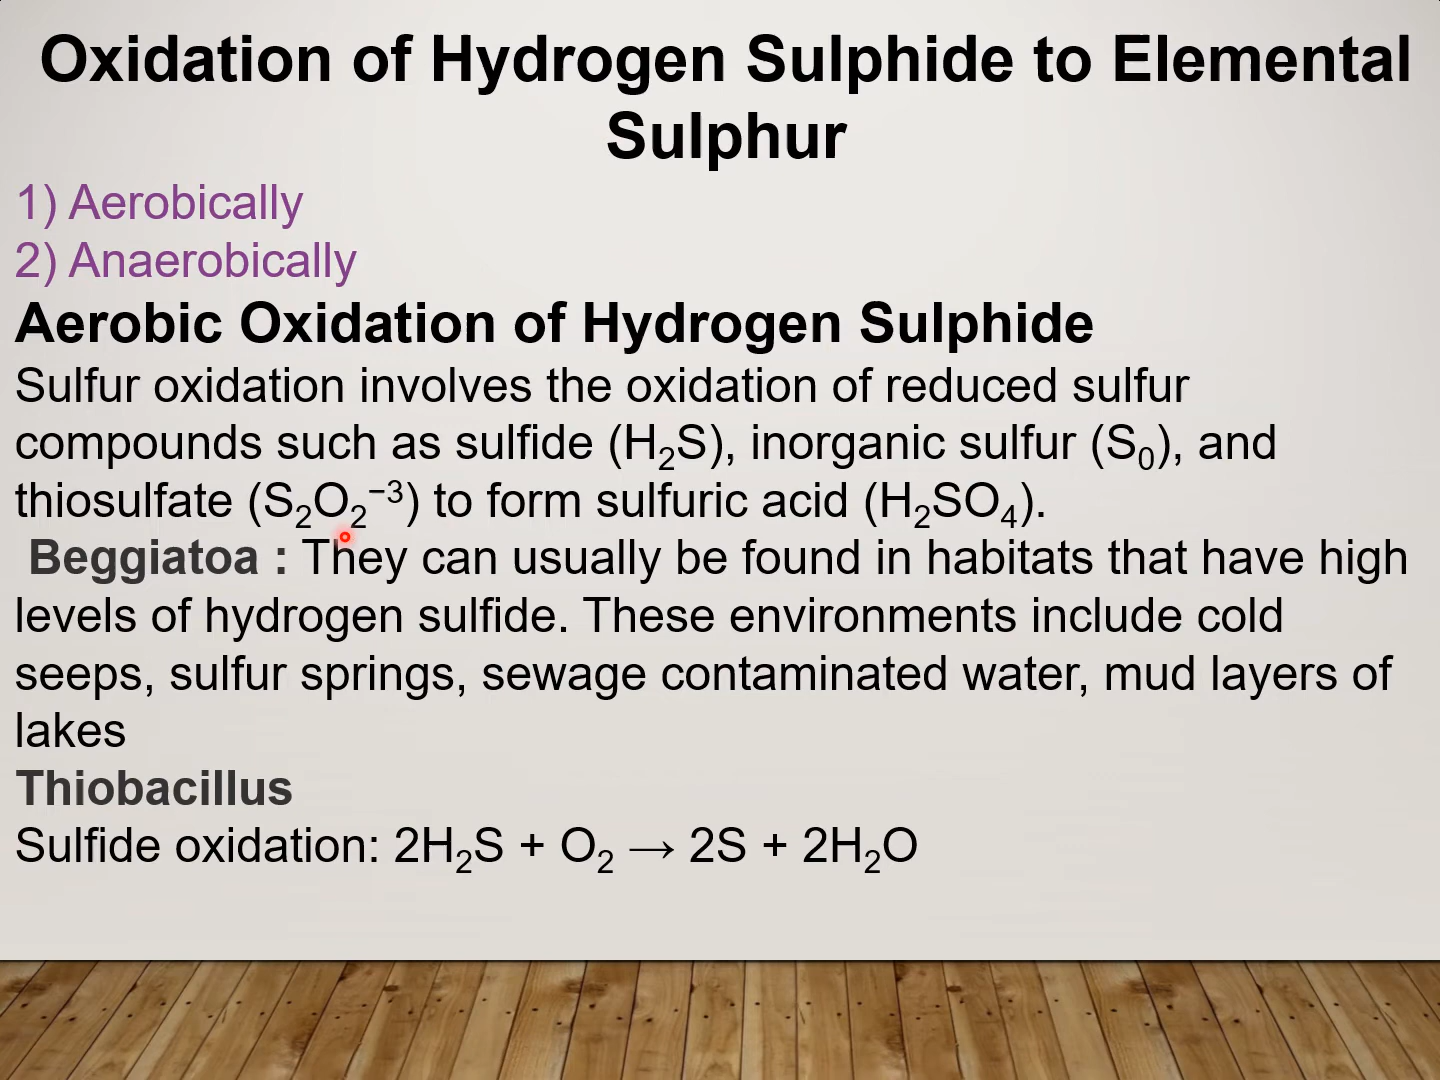 Oxidation of Hydrogen Sulphide to Elemental
Sulphur
1) Aerobically
2) Anaerobically
Aerobic Oxidation of Hydrogen Sulphide
Sulfur oxidation involves the oxidation of reduced sulfur
compounds such as sulfide (H₂S), inorganic sulfur (S₀), and
thiosulfate (S₂O₂⁻³) to form sulfuric acid (H₂SO₄).
Beggiatoa : They can usually be found in habitats that have high
levels of hydrogen sulfide. These environments include cold
seeps, sulfur springs, sewage contaminated water, mud layers of
lakes
Thiobacillus
Sulfide oxidation: 2H₂S + O₂ → 2S + 2H₂O